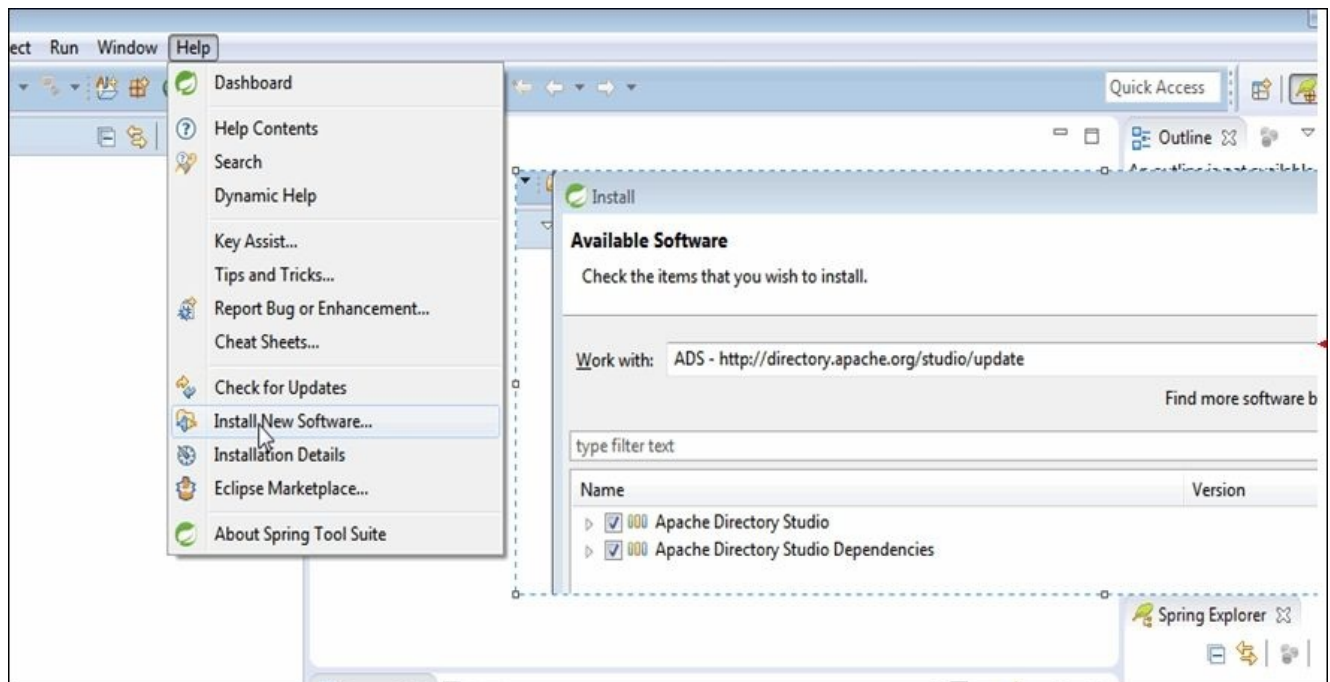 ect Run Window Help
Quick Access
Dashboard
Help Contents
Search
Dynamic Help
Key Assist...
Tips and Tricks...
Report Bug or Enhancement...
Cheat Sheets...
Check for Updates
Install New Software...
Installation Details
Eclipse Marketplace...
About Spring Tool Suite
Outline
Install
Available Software
Check the items that you wish to install.
Work with: ADS - http://directory.apache.org/studio/update
Find more software b
type filter text
Name Version
Apache Directory Studio
Apache Directory Studio Dependencies
Spring Explorer